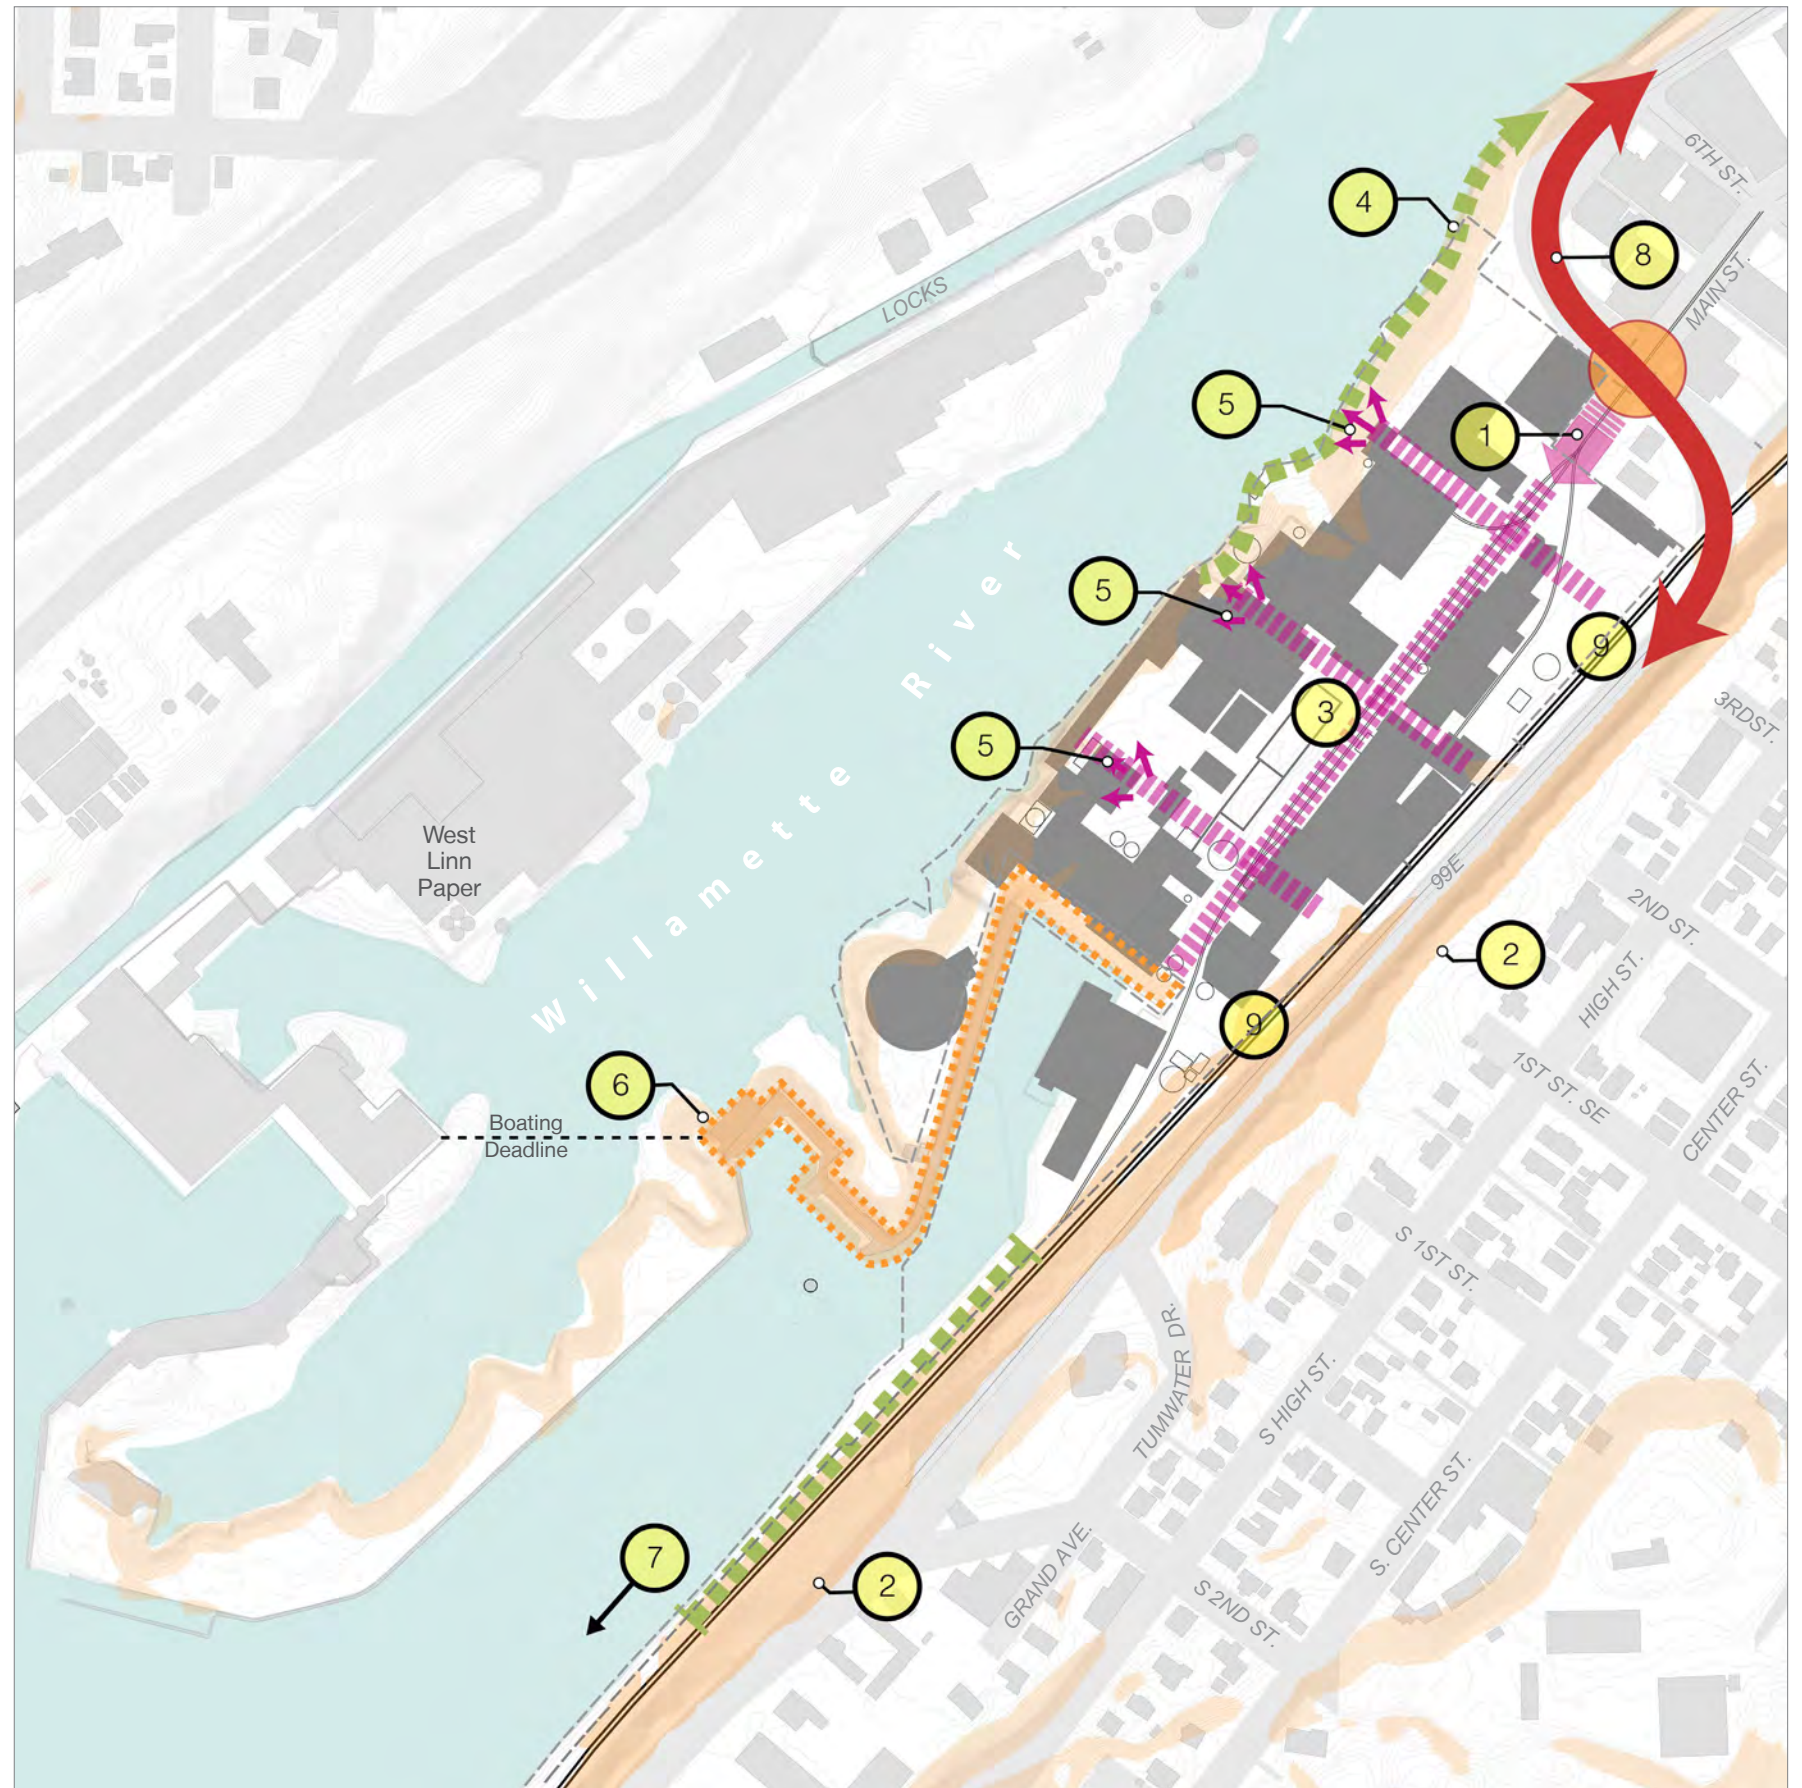 6TH ST.
4
8
MAIN ST.
LOCKS
5
1
5
9
3
3RDST.
5
West
Linn
Paper
Willamette River
99E
2ND ST.
2
HIGH ST.
9
1ST ST. SE
CENTER ST.
6
Boating
Deadline
S 1ST ST.
TUMWATER DR.
S HIGH ST.
S. CENTER ST.
7
2
GRAND AVE.
S 2ND ST.